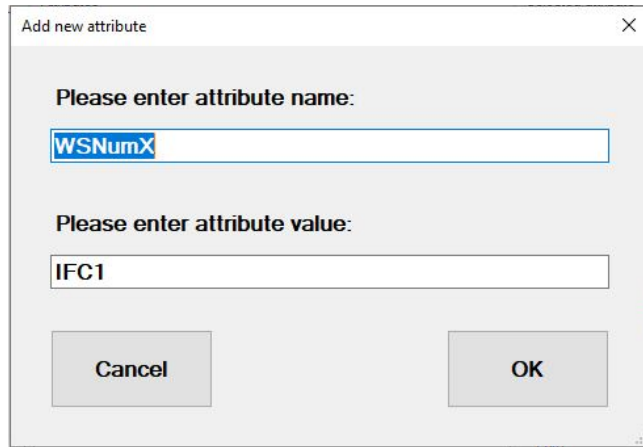 Add new attribute
Please enter attribute name:
WSNumX
Please enter attribute value:
IFC1
Cancel OK